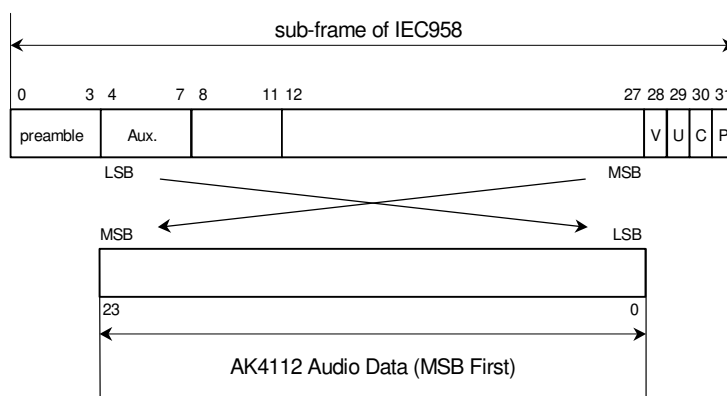 sub-frame of IEC958
0 3 4 7 8 11 12 27 28 29 30 31
preamble Aux. V U C P
LSB MSB
MSB LSB
23 0
AK4112 Audio Data (MSB First)